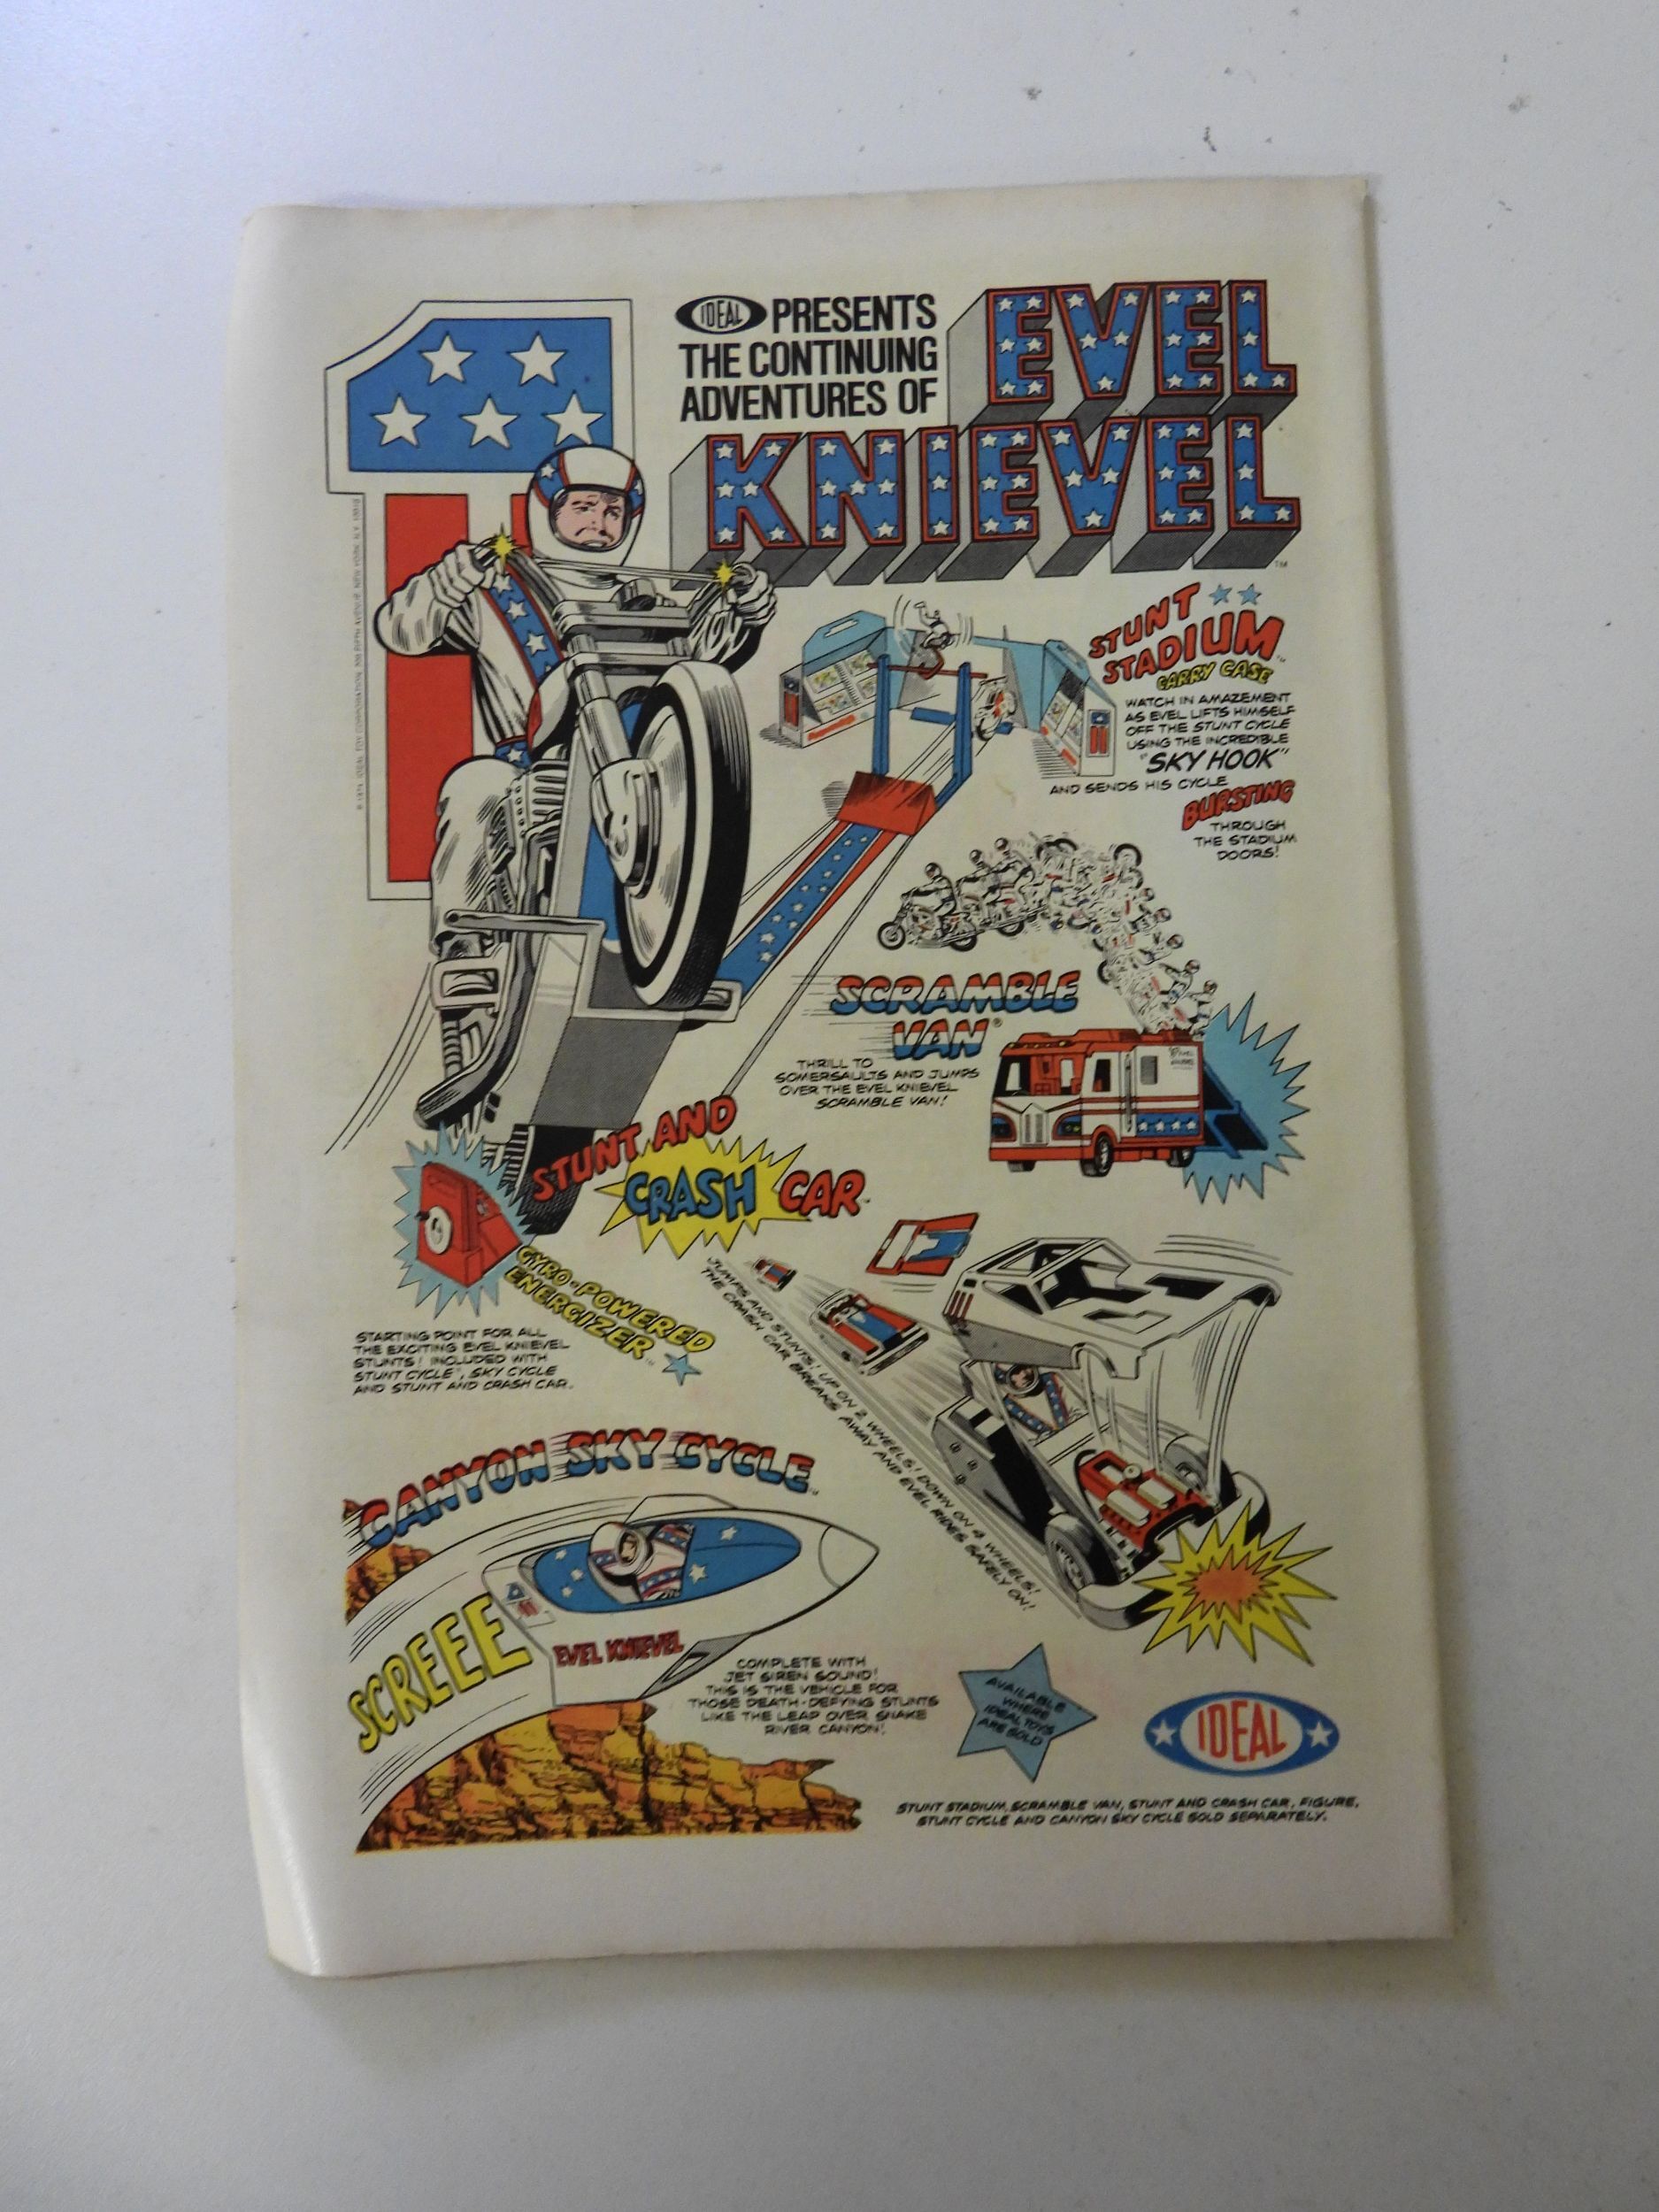 IDEAL PRESENTS
THE CONTINUING
ADVENTURES OF
EVEL
KNIEVEL
TM
STUNT
STADIUM
CARRY CASE
WATCH IN AMAZEMENT
AS EVEL LIFTS HIMSELF
OFF THE STUNT CYCLE
USING THE INCREDIBLE
"SKY HOOK"
AND SENDS HIS CYCLE
BURSTING
THROUGH
THE STADIUM
DOORS!
SCRAMBLE
VAN®
THRILL TO
SOMERSAULTS AND JUMPS
OVER THE EVEL KNIEVEL
SCRAMBLE VAN!
STUNT AND
CRASH CAR
GYRO-POWERED
ENERGIZER
STARTING POINT FOR ALL
THE EXCITING EVEL KNIEVEL
STUNTS! INCLUDED WITH
STUNT CYCLE, SKY CYCLE
AND STUNT AND CRASH CAR.
JUMPS AND STUNTS! UP ON 2 WHEELS! DOWN ON 4 WHEELS!
THE CRASH CAR BREAKS AWAY AND EVEL RIDES SAFELY ON!
CANYON SKY CYCLE
SCREEE
EVEL KNIEVEL
COMPLETE WITH
JET SIREN SOUND!
THIS IS THE VEHICLE FOR
THOSE DEATH-DEFYING STUNTS
LIKE THE LEAP OVER SNAKE
RIVER CANYON!
AVAILABLE
WHERE
IDEAL TOYS
ARE SOLD
IDEAL
STUNT STADIUM, SCRAMBLE VAN, STUNT AND CRASH CAR, FIGURE,
STUNT CYCLE AND CANYON SKY CYCLE SOLD SEPARATELY.